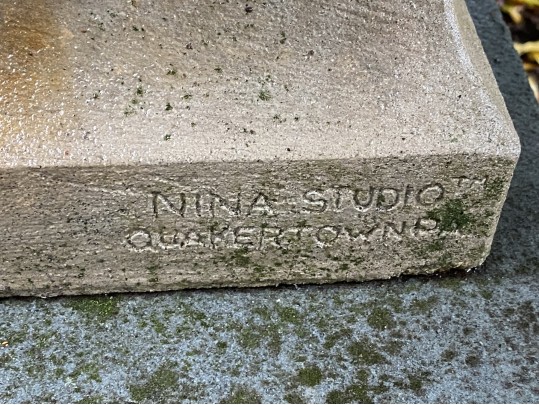 NINA STUDIO™
QUAKERTOWN PA